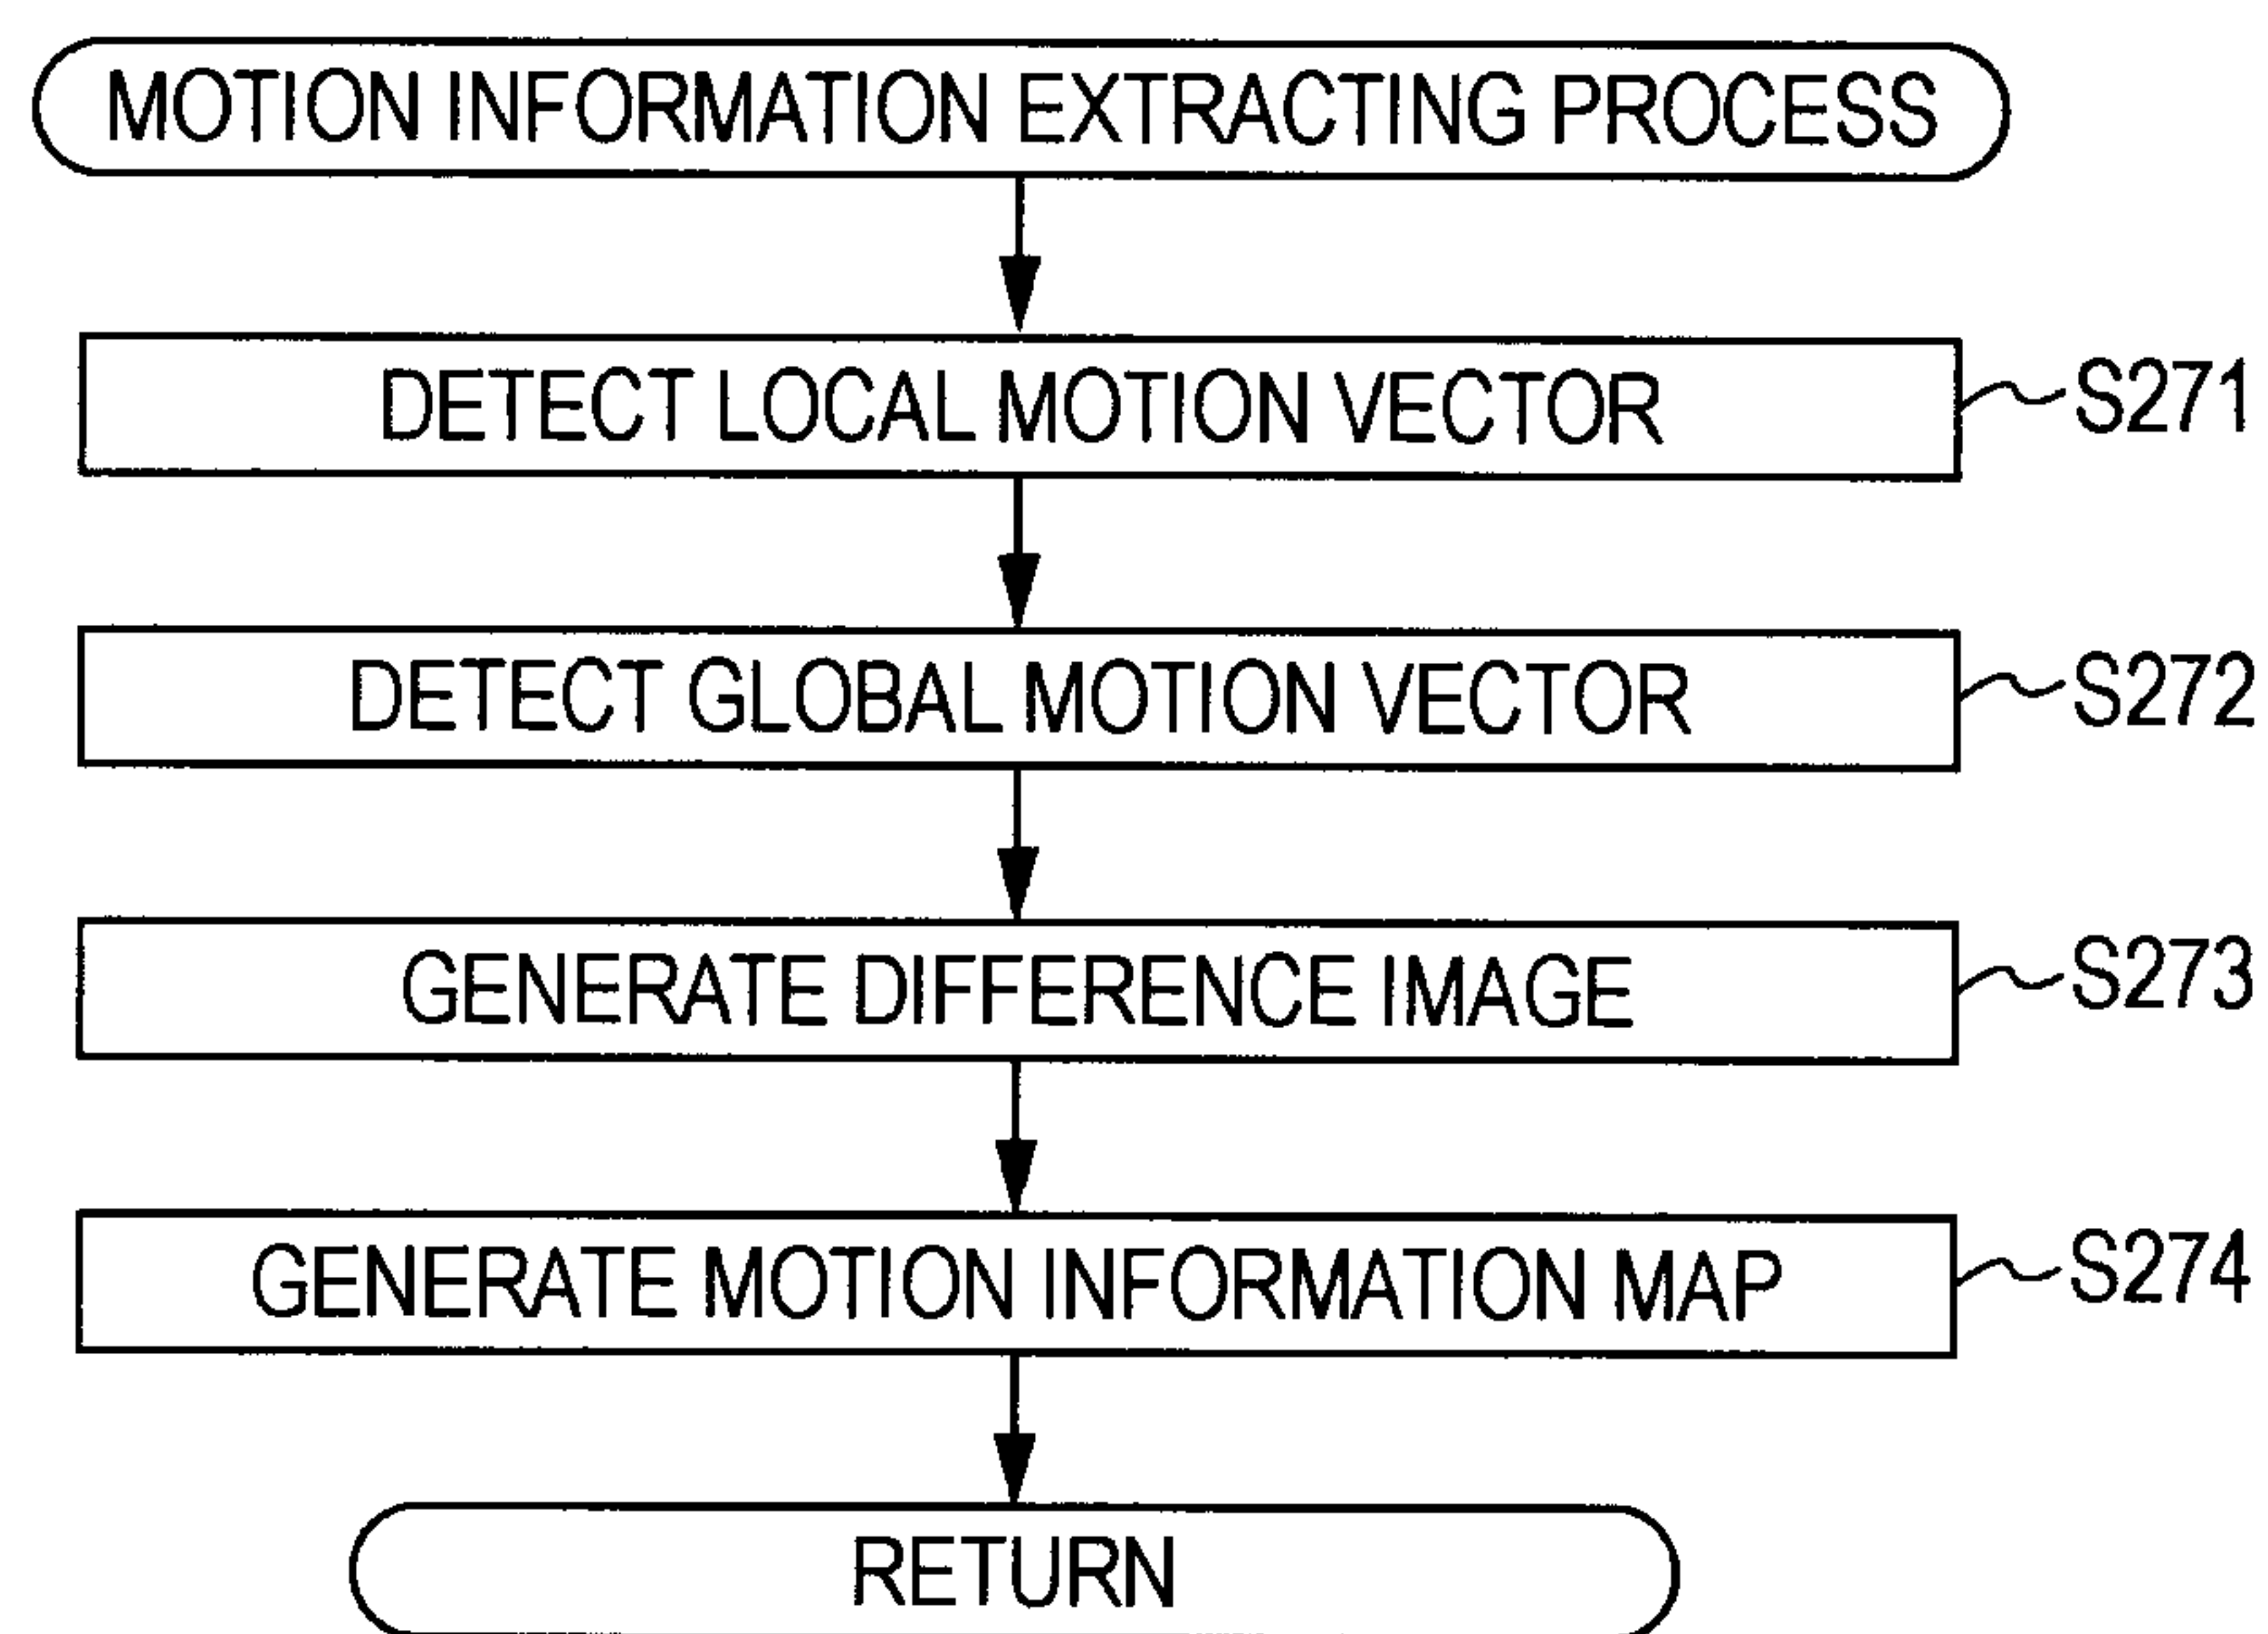 MOTION INFORMATION EXTRACTING PROCESS
DETECT LOCAL MOTION VECTOR
S271
DETECT GLOBAL MOTION VECTOR
S272
GENERATE DIFFERENCE IMAGE
S273
GENERATE MOTION INFORMATION MAP
S274
RETURN